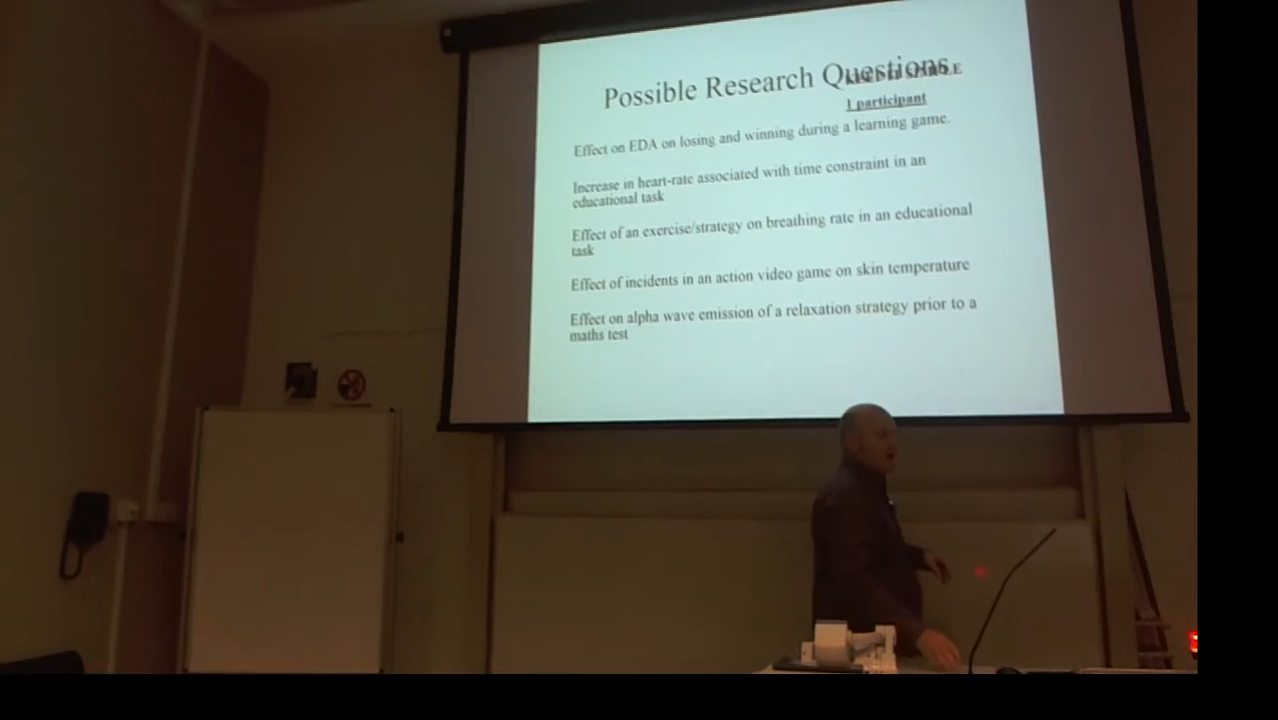 Possible Research Questions
1 participant
Effect on EDA on losing and winning during a learning game.
Increase in heart-rate associated with time constraint in an
educational task
Effect of an exercise/strategy on breathing rate in an educational
task
Effect of incidents in an action video game on skin temperature
Effect on alpha wave emission of a relaxation strategy prior to a
maths test